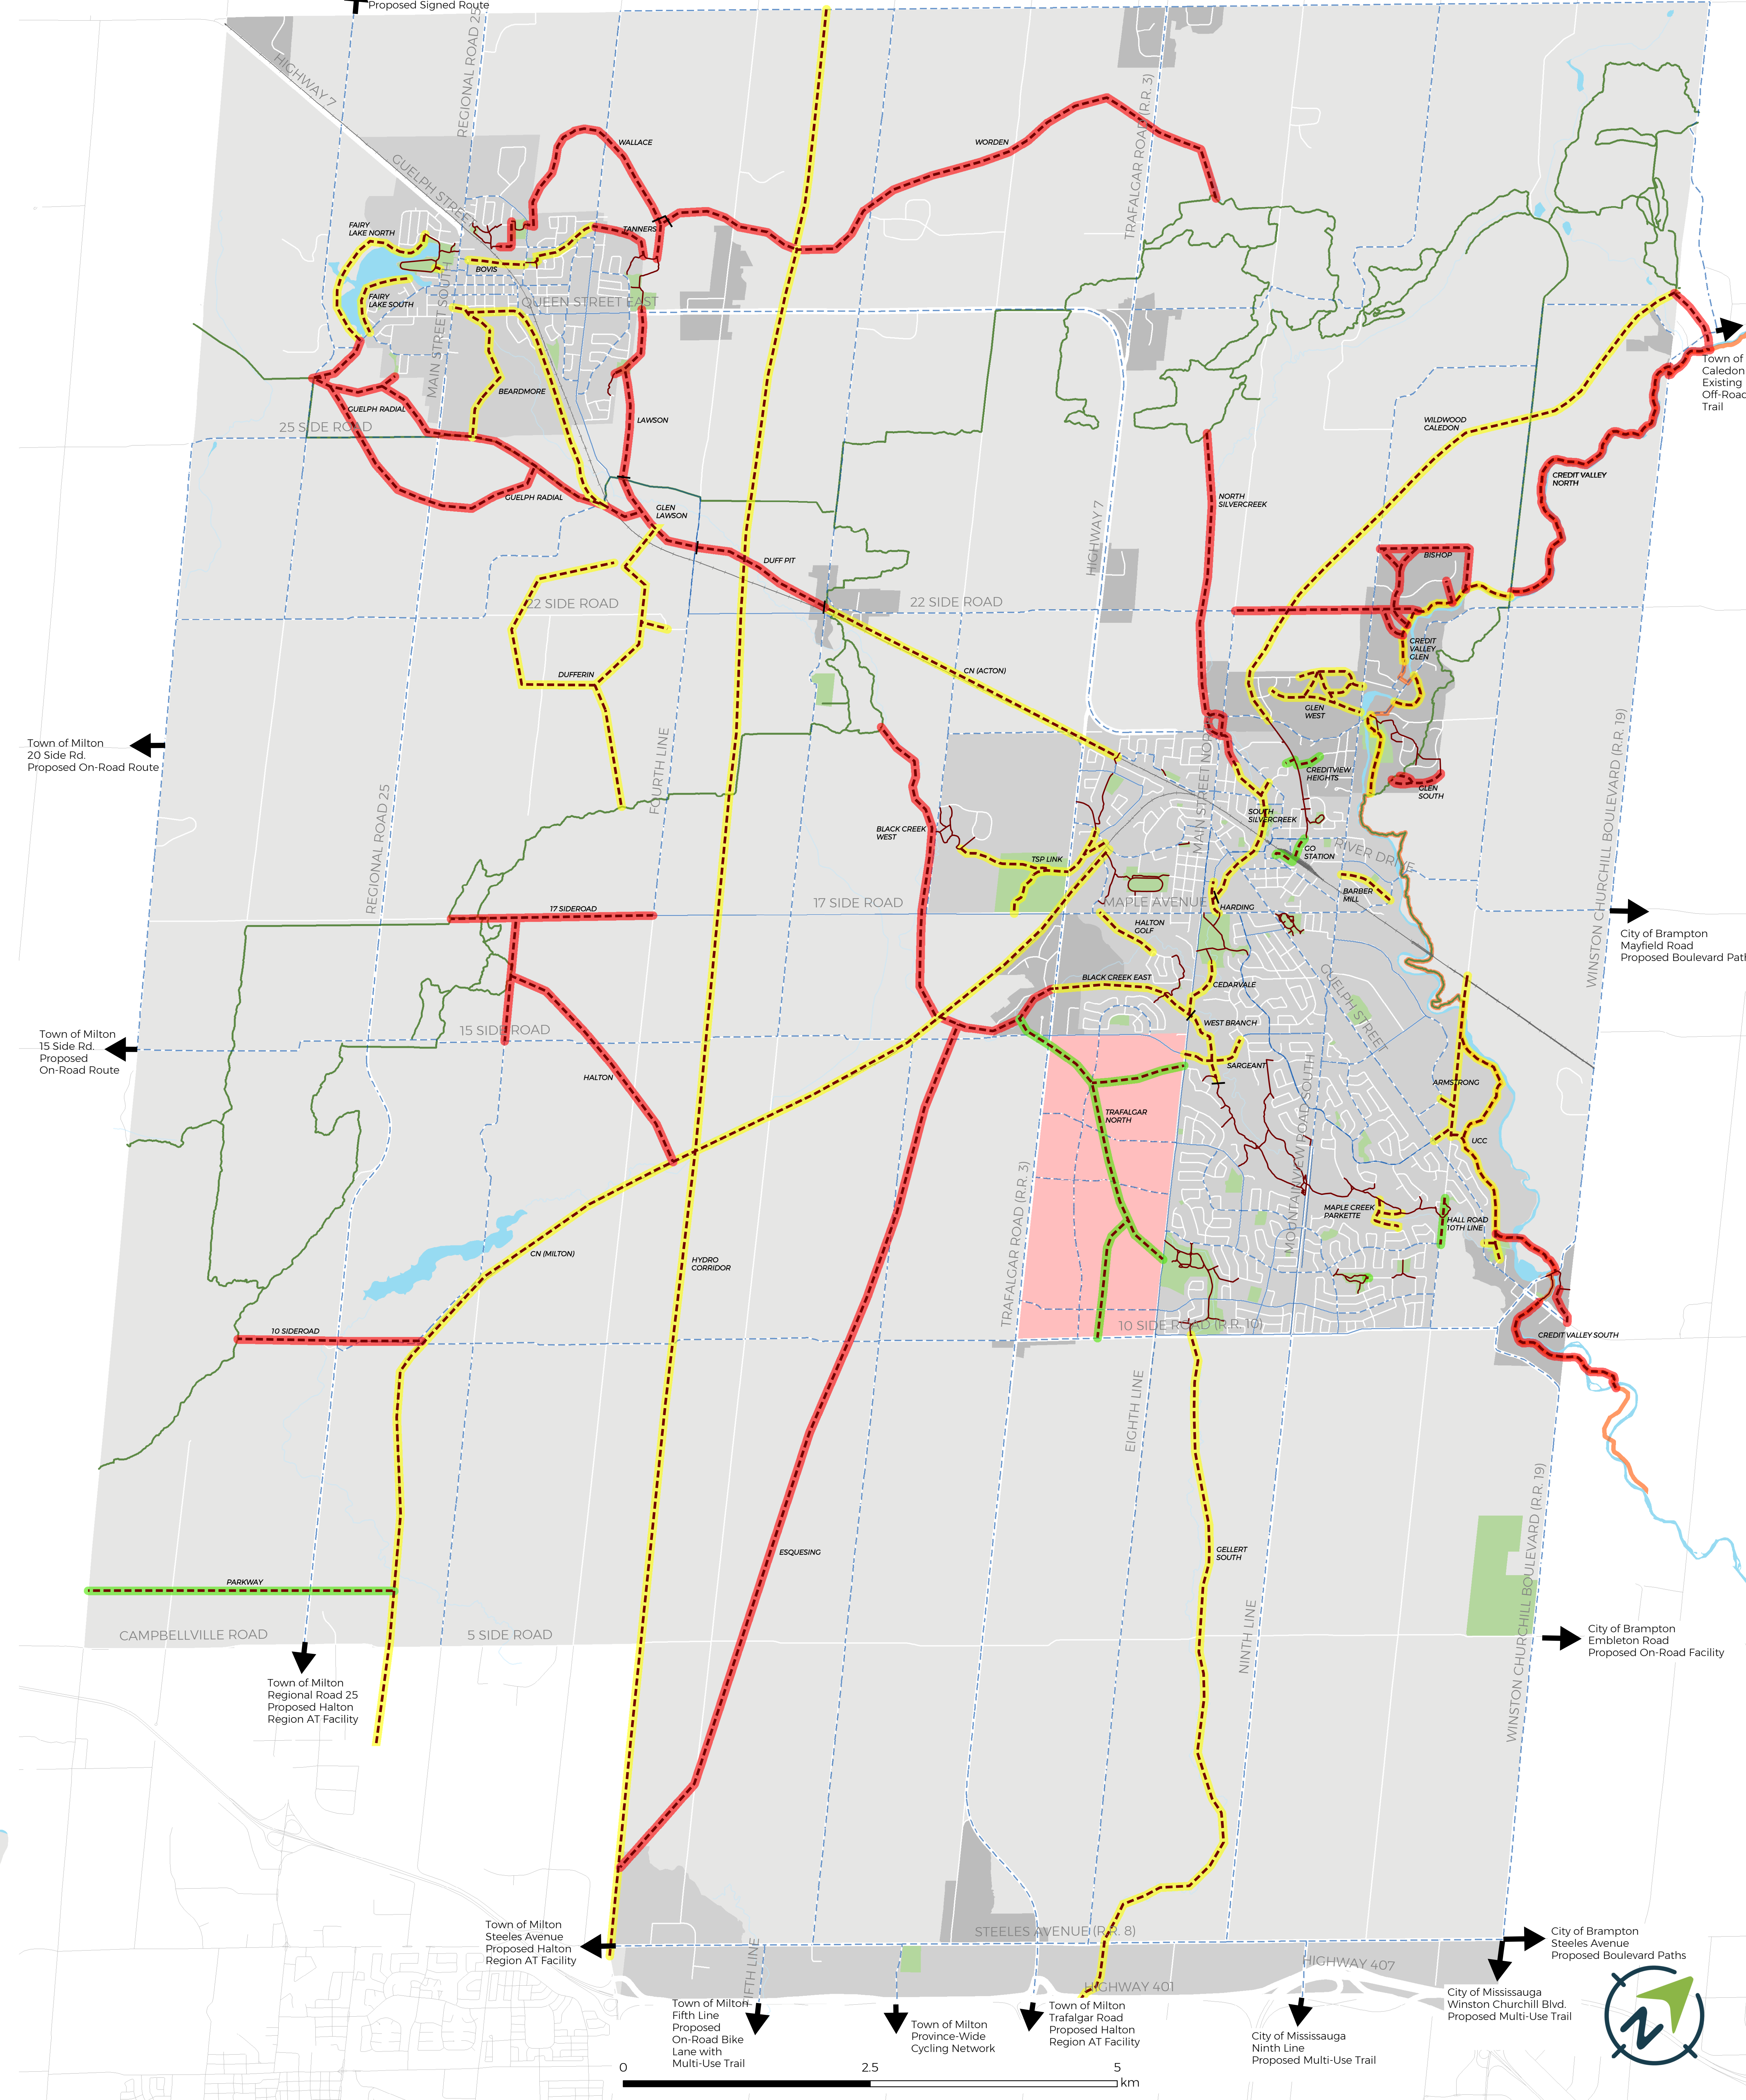 Proposed Signed Route
REGIONAL ROAD 25
HIGHWAY 7
GUELPH STREET
WALLACE
WORDEN
TRAFALGAR ROAD (R.R. 3)
FAIRY
LAKE NORTH
TANNERS
BOVIS
FAIRY
LAKE SOUTH
MAIN STREET SOUTH
QUEEN STREET EAST
Town of
Caledon
Existing
Off-Road
Trail
BEARDMORE
GUELPH RADIAL
25 SIDE ROAD
LAWSON
WILDWOOD
CALEDON
CREDIT VALLEY
NORTH
GUELPH RADIAL
GLEN
LAWSON
NORTH
SILVERCREEK
HIGHWAY 7
DUFF PIT
BISHOP
22 SIDE ROAD
22 SIDE ROAD
CREDIT
VALLEY
GLEN
DUFFERIN
CN (ACTON)
GLEN
WEST
Town of Milton
20 Side Rd.
Proposed On-Road Route
FOURTH LINE
MAIN STREET NOR
WINSTON CHURCHILL BOULEVARD (R.R. 19)
REGIONAL ROAD 25
CREDITVIEW
HEIGHTS
GLEN
SOUTH
BLACK CREEK
WEST
SOUTH
SILVERCREEK
GO
STATION
RIVER DRIVE
TSP LINK
BARBER
MILL
17 SIDEROAD
17 SIDE ROAD
MAPLE AVENUE
HARDING
HALTON
GOLF
City of Brampton
Mayfield Road
Proposed Boulevard Path
GUELPH STREET
BLACK CREEK EAST
CEDARVALE
Town of Milton
15 Side Rd.
Proposed
On-Road Route
15 SIDE ROAD
WEST BRANCH
HALTON
SARGEANT
ARMSTRONG
TRAFALGAR
NORTH
UCC
TRAFALGAR ROAD (R.R. 3)
MOUNTAINVIEW ROAD SOUTH
MAPLE CREEK
PARKETTE
HALL ROAD
10TH LINE
CN (MILTON)
HYDRO
CORRIDOR
10 SIDEROAD
10 SIDE ROAD (R.R. 10)
CREDIT VALLEY SOUTH
EIGHTH LINE
WINSTON CHURCHILL BOULEVARD (R.R. 19)
ESQUESING
GELLERT
SOUTH
PARKWAY
NINTH LINE
CAMPBELLVILLE ROAD
5 SIDE ROAD
City of Brampton
Embleton Road
Proposed On-Road Facility
Town of Milton
Regional Road 25
Proposed Halton
Region AT Facility
Town of Milton
Steeles Avenue
Proposed Halton
Region AT Facility
STEELES AVENUE (R.R. 8)
City of Brampton
Steeles Avenue
Proposed Boulevard Paths
FIFTH LINE
HIGHWAY 401
HIGHWAY 407
City of Mississauga
Winston Churchill Blvd.
Proposed Multi-Use Trail
Town of Milton
Fifth Line
Proposed
On-Road Bike
Lane with
Multi-Use Trail
Town of Milton
Province-Wide
Cycling Network
Town of Milton
Trafalgar Road
Proposed Halton
Region AT Facility
City of Mississauga
Ninth Line
Proposed Multi-Use Trail
0 2.5 5
km
N